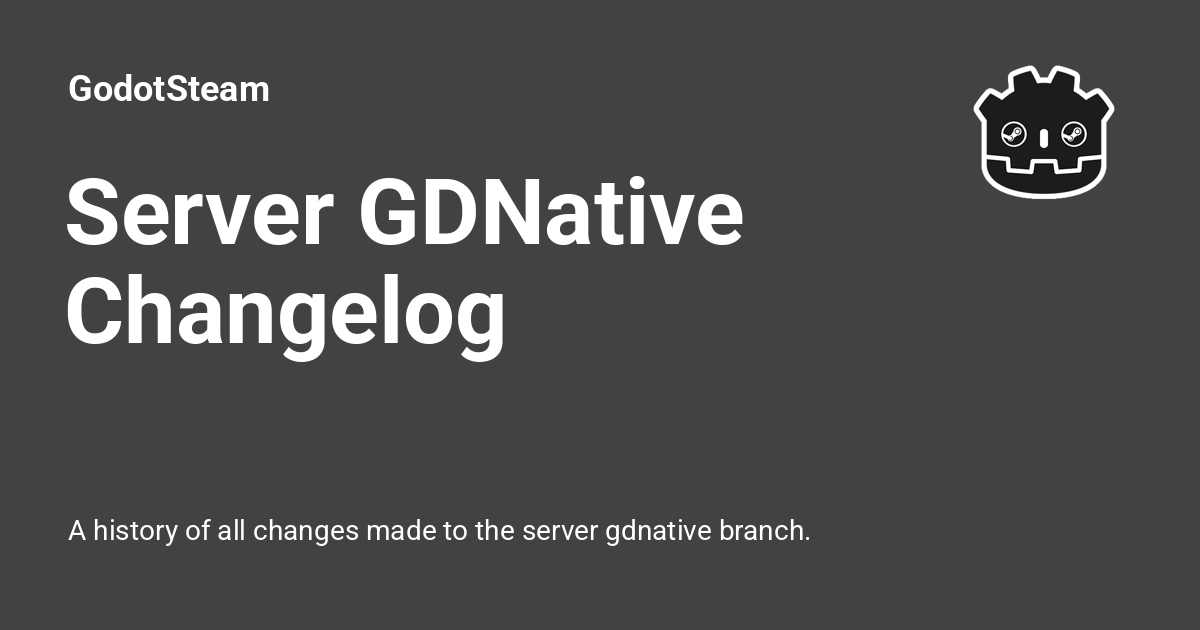 GodotSteam
Server GDNative
Changelog
A history of all changes made to the server gdnative branch.